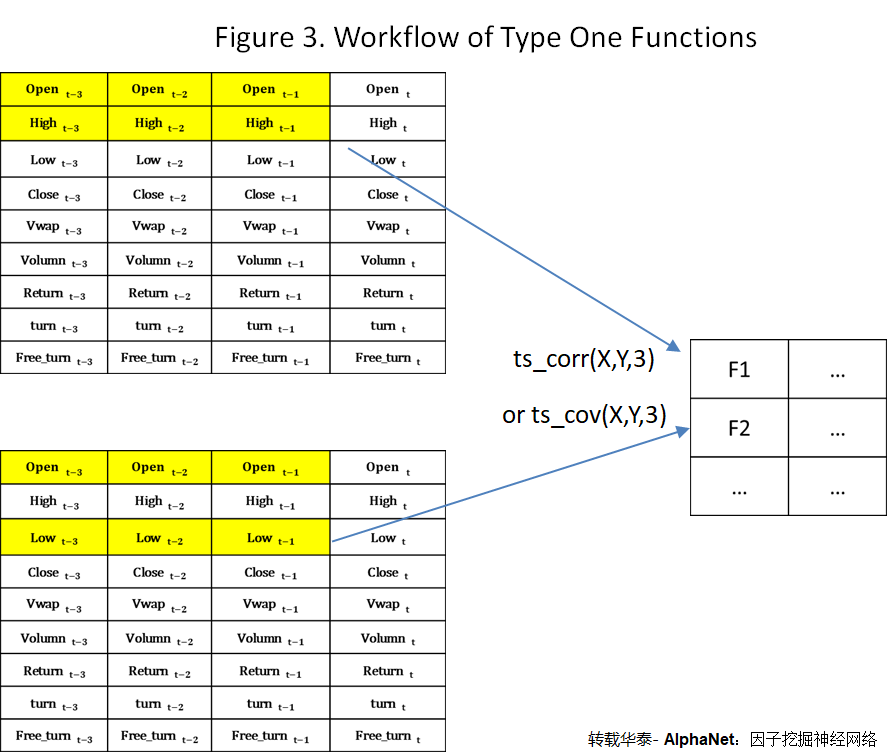 Figure 3. Workflow of Type One Functions
Open t−3 Open t−2 Open t−1 Open t
High t−3 High t−2 High t−1 High t
Low t−3 Low t−2 Low t−1 Low t
Close t−3 Close t−2 Close t−1 Close t
Vwap t−3 Vwap t−2 Vwap t−1 Vwap t
Volumn t−3 Volumn t−2 Volumn t−1 Volumn t
Return t−3 Return t−2 Return t−1 Return t
turn t−3 turn t−2 turn t−1 turn t
Free_turn t−3 Free_turn t−2 Free_turn t−1 Free_turn t
ts_corr(X,Y,3)
or ts_cov(X,Y,3)
F1 ...
F2 ...
... ...
Open t−3 Open t−2 Open t−1 Open t
High t−3 High t−2 High t−1 High t
Low t−3 Low t−2 Low t−1 Low t
Close t−3 Close t−2 Close t−1 Close t
Vwap t−3 Vwap t−2 Vwap t−1 Vwap t
Volumn t−3 Volumn t−2 Volumn t−1 Volumn t
Return t−3 Return t−2 Return t−1 Return t
turn t−3 turn t−2 turn t−1 turn t
Free_turn t−3 Free_turn t−2 Free_turn t−1 Free_turn t
转载华泰- AlphaNet：因子挖掘神经网络